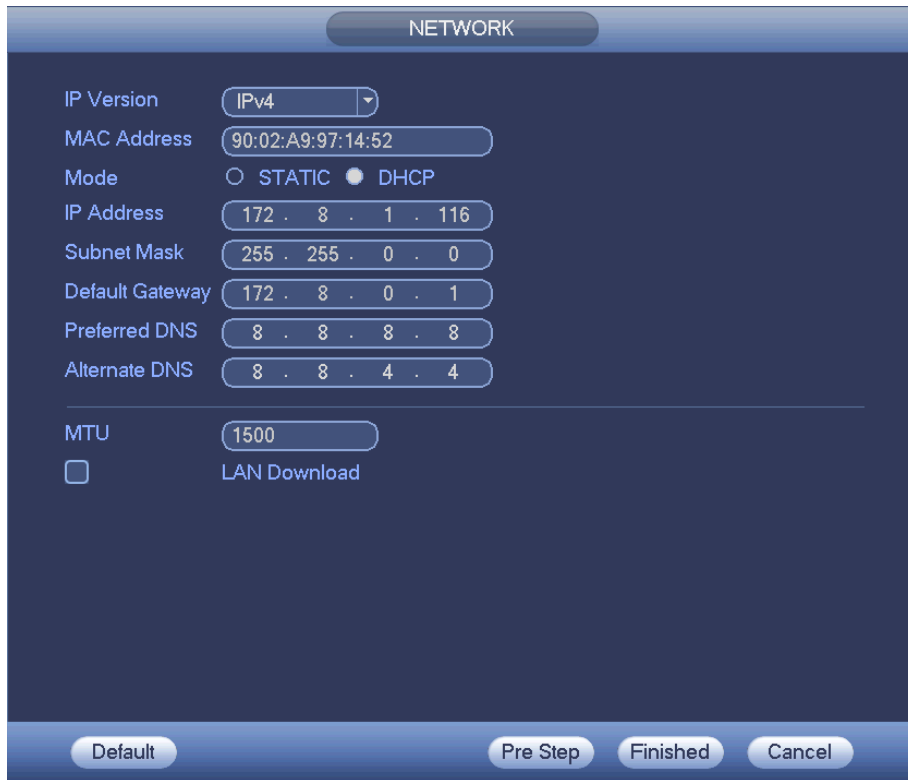 NETWORK
IP Version IPv4
MAC Address 90:02:A9:97:14:52
Mode STATIC DHCP
IP Address 172 . 8 . 1 . 116
Subnet Mask 255 . 255 . 0 . 0
Default Gateway 172 . 8 . 0 . 1
Preferred DNS 8 . 8 . 8 . 8
Alternate DNS 8 . 8 . 4 . 4
MTU 1500
LAN Download
Default Pre Step Finished Cancel